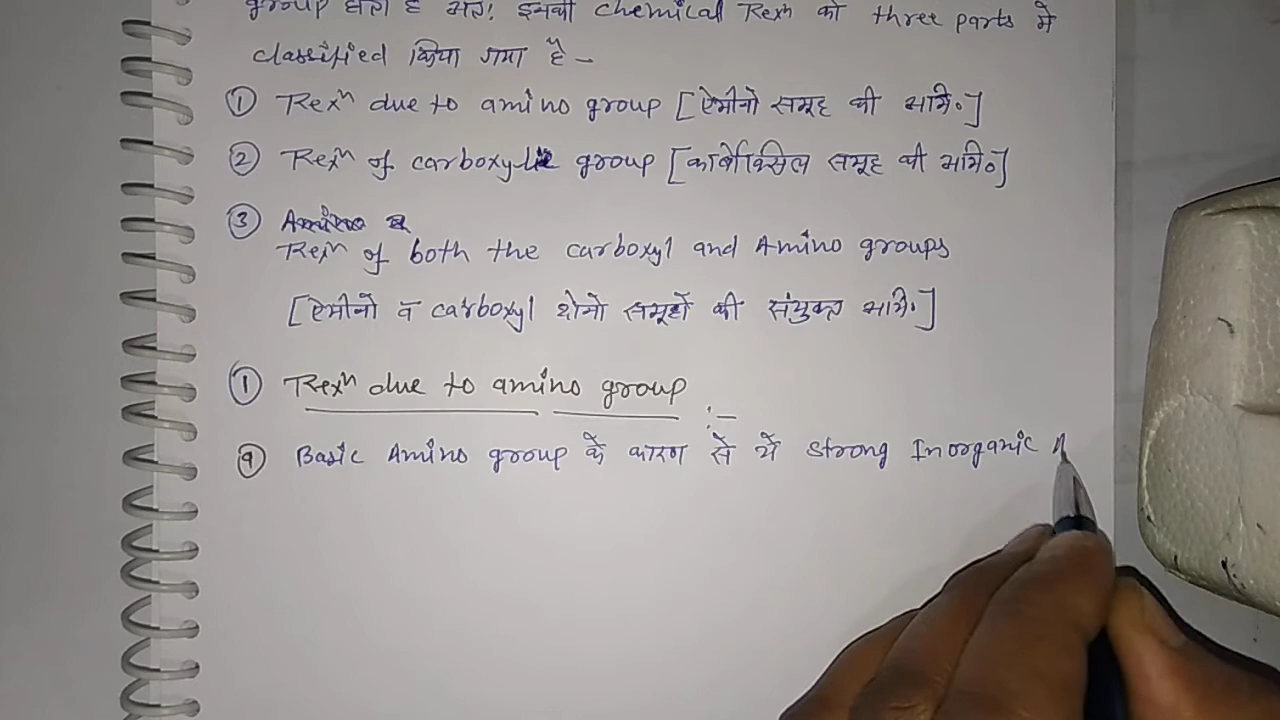 group होता है अतः इनकी chemical Rexⁿ को three parts में
classified किया गया है –
① Rexⁿ due to amino group [ऐमीनो समूह की अभि०]
② Rexⁿ of carboxyl group [कार्बोक्सिल समूह की अभि०]
③
Rexⁿ of both the carboxyl and Amino groups
[ऐमीनो व carboxyl दोनो समूहों की संयुक्त अभि०]
① Rexⁿ due to amino group :–
Basic Amino group के कारण से ये strong Inorganic